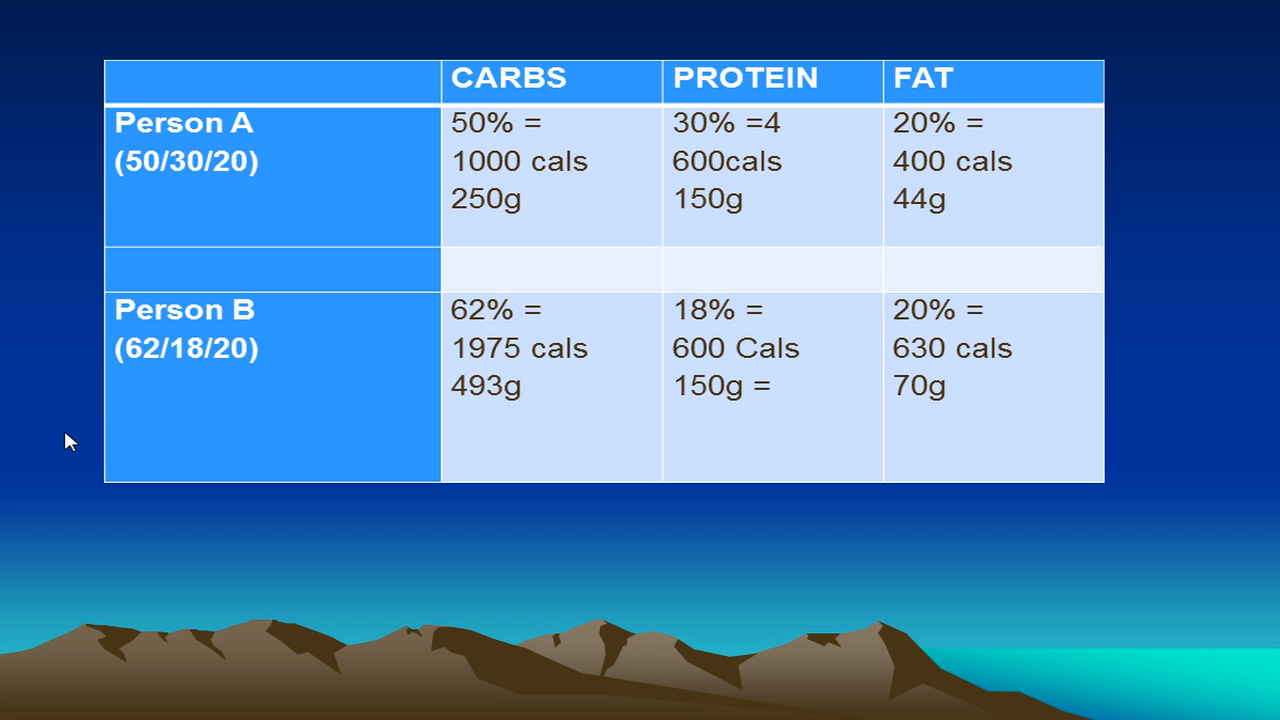 CARBS PROTEIN FAT
Person A
(50/30/20)
50% =
1000 cals
250g
30% =4
600cals
150g
20% =
400 cals
44g
Person B
(62/18/20)
62% =
1975 cals
493g
18% =
600 Cals
150g =
20% =
630 cals
70g